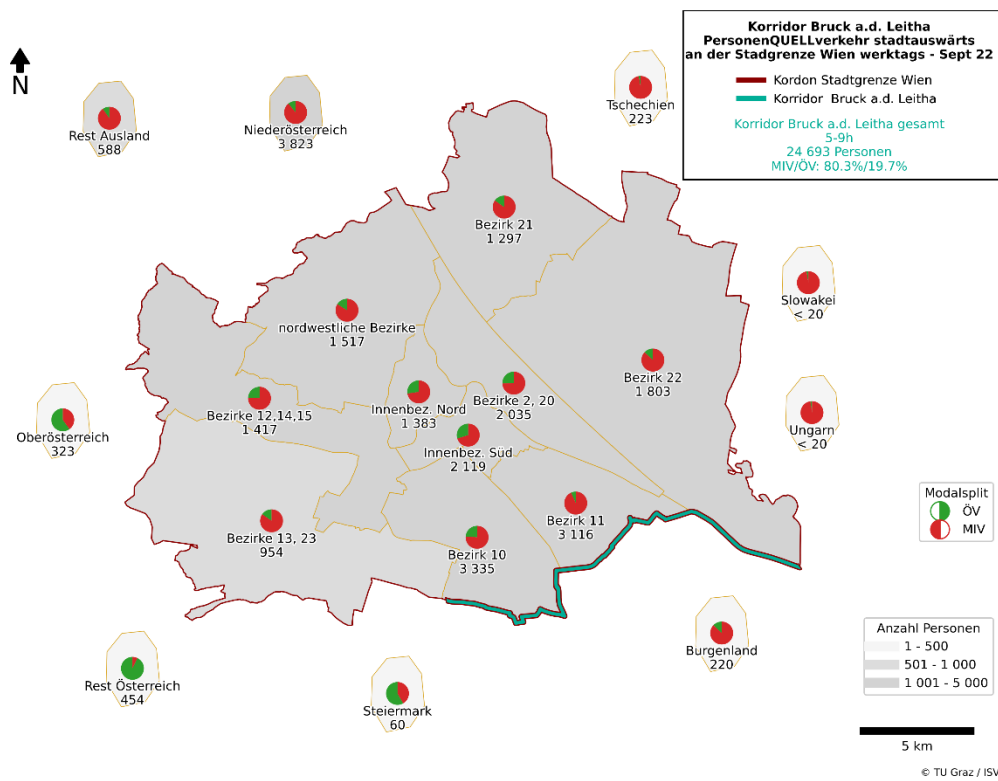 Korridor Bruck a.d. Leitha
PersonenQUELLverkehr stadtauswärts
an der Stadgrenze Wien werktags - Sept 22
Kordon Stadtgrenze Wien
Korridor Bruck a.d. Leitha
Korridor Bruck a.d. Leitha gesamt
5-9h
24 693 Personen
MIV/ÖV: 80.3%/19.7%
N
Rest Ausland
588
Niederösterreich
3 823
Tschechien
223
Bezirk 21
1 297
Slowakei
< 20
nordwestliche Bezirke
1 517
Bezirk 22
1 803
Bezirke 12,14,15
1 417
Innenbez. Nord
1 383
Bezirke 2, 20
2 035
Oberösterreich
323
Ungarn
< 20
Innenbez. Süd
2 119
Bezirk 11
3 116
Bezirke 13, 23
954
Bezirk 10
3 335
Modalsplit
ÖV
MIV
Burgenland
220
Rest Österreich
454
Steiermark
60
Anzahl Personen
1 - 500
501 - 1 000
1 001 - 5 000
5 km
© TU Graz / ISV